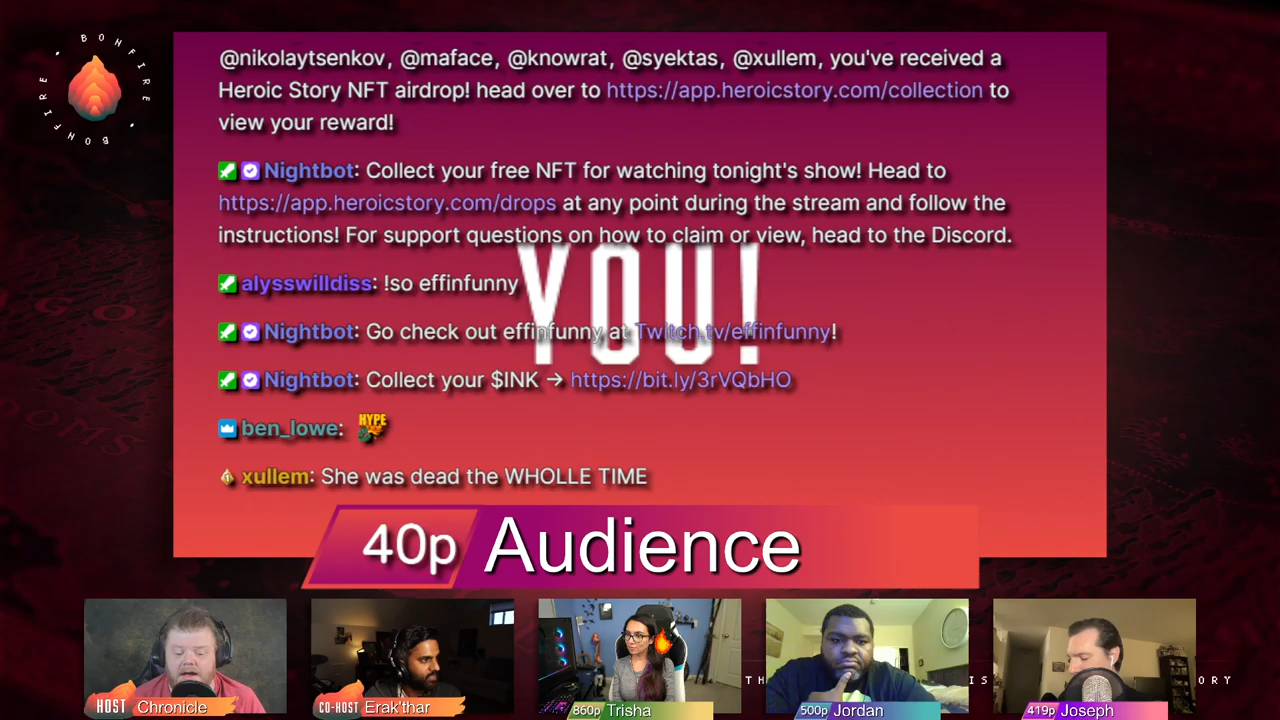 BONFIRE
BONFIRE
@nikolaytsenkov, @maface, @knowrat, @syektas, @xullem, you've received a
Heroic Story NFT airdrop! head over to https://app.heroicstory.com/collection to
view your reward!
Nightbot: Collect your free NFT for watching tonight's show! Head to
https://app.heroicstory.com/drops at any point during the stream and follow the
instructions! For support questions on how to claim or view, head to the Discord.
YOU!
alysswilldiss: !so effinfunny
Nightbot: Go check out effinfunny at Twitch.tv/effinfunny!
Nightbot: Collect your $INK → https://bit.ly/3rVQbHO
ben_lowe: HYPE
xullem: She was dead the WHOLLE TIME
40p Audience
HOST Chronicle
CO-HOST Erak'thar
860p Trisha
500p Jordan
419p Joseph